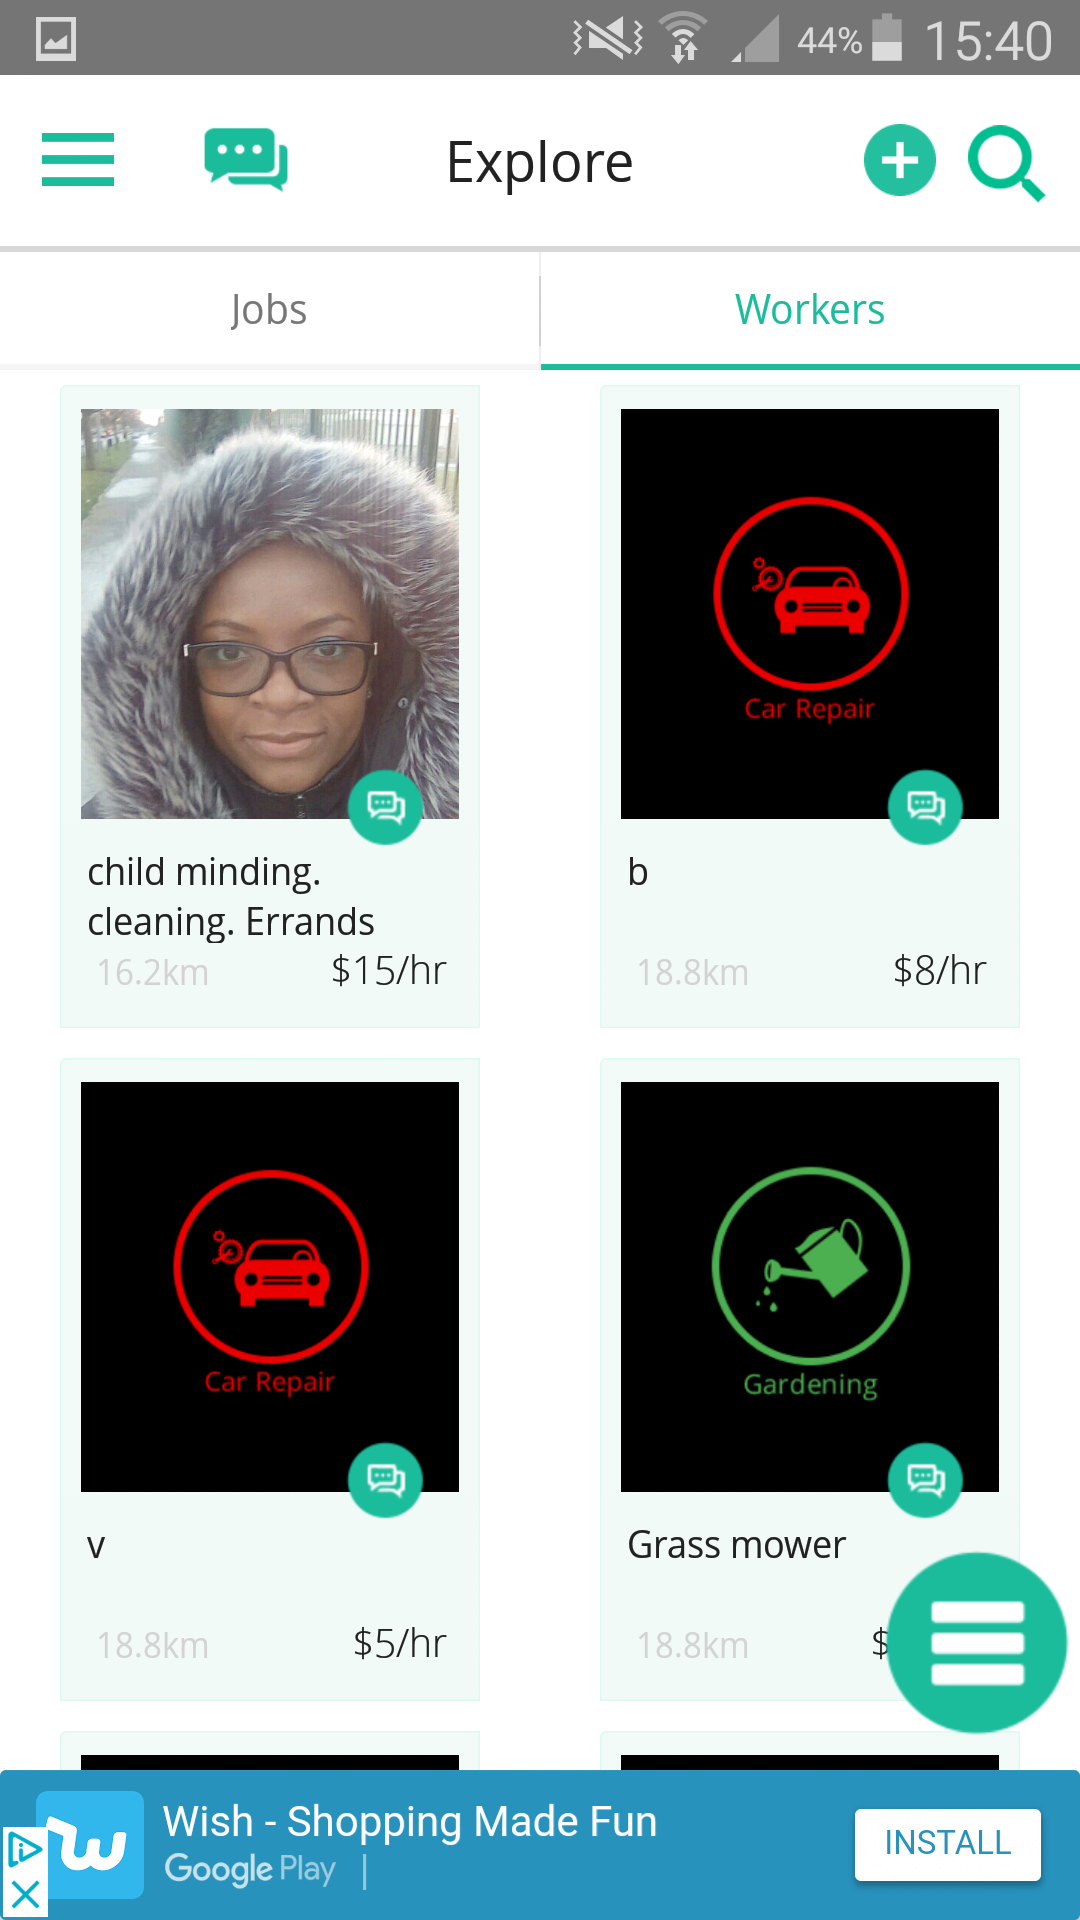 44% 15:40
Explore
Jobs
Workers
Car Repair
child minding.
cleaning. Errands
16.2km $15/hr
b
18.8km $8/hr
Car Repair
Gardening
v
Grass mower
18.8km $5/hr
18.8km $
Wish - Shopping Made Fun
Google Play
INSTALL